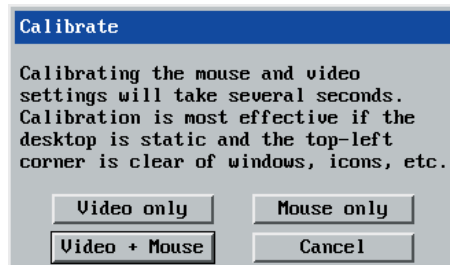 Calibrate
Calibrating the mouse and video
settings will take several seconds.
Calibration is most effective if the
desktop is static and the top-left
corner is clear of windows, icons, etc.
Video only
Mouse only
Video + Mouse
Cancel